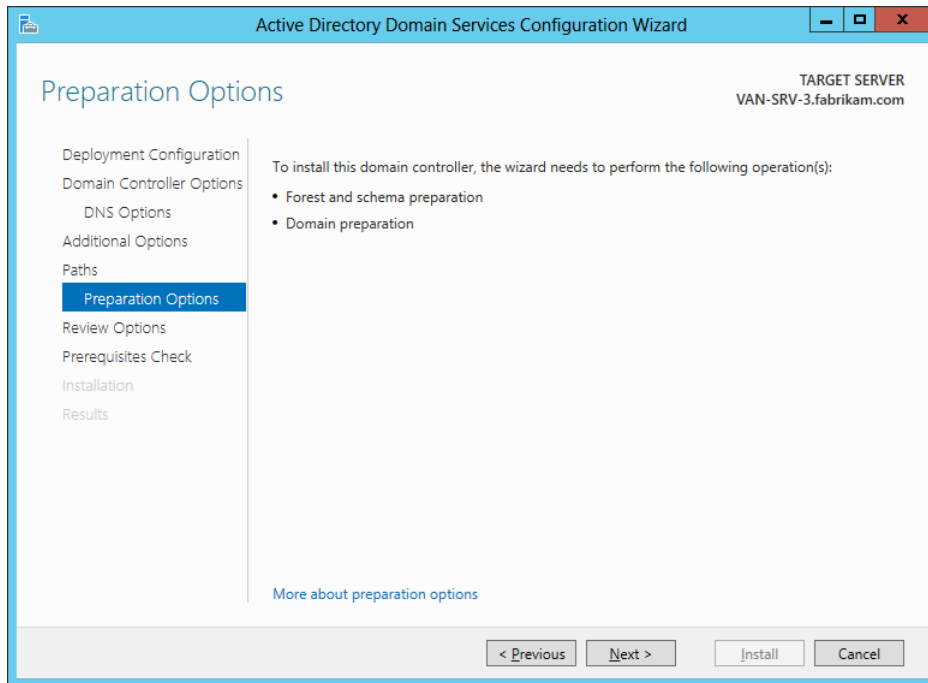 Active Directory Domain Services Configuration Wizard
Preparation Options
TARGET SERVER
VAN-SRV-3.fabrikam.com
Deployment Configuration
Domain Controller Options
DNS Options
Additional Options
Paths
Preparation Options
Review Options
Prerequisites Check
Installation
Results
To install this domain controller, the wizard needs to perform the following operation(s):
• Forest and schema preparation
• Domain preparation
More about preparation options
< Previous
Next >
Install
Cancel